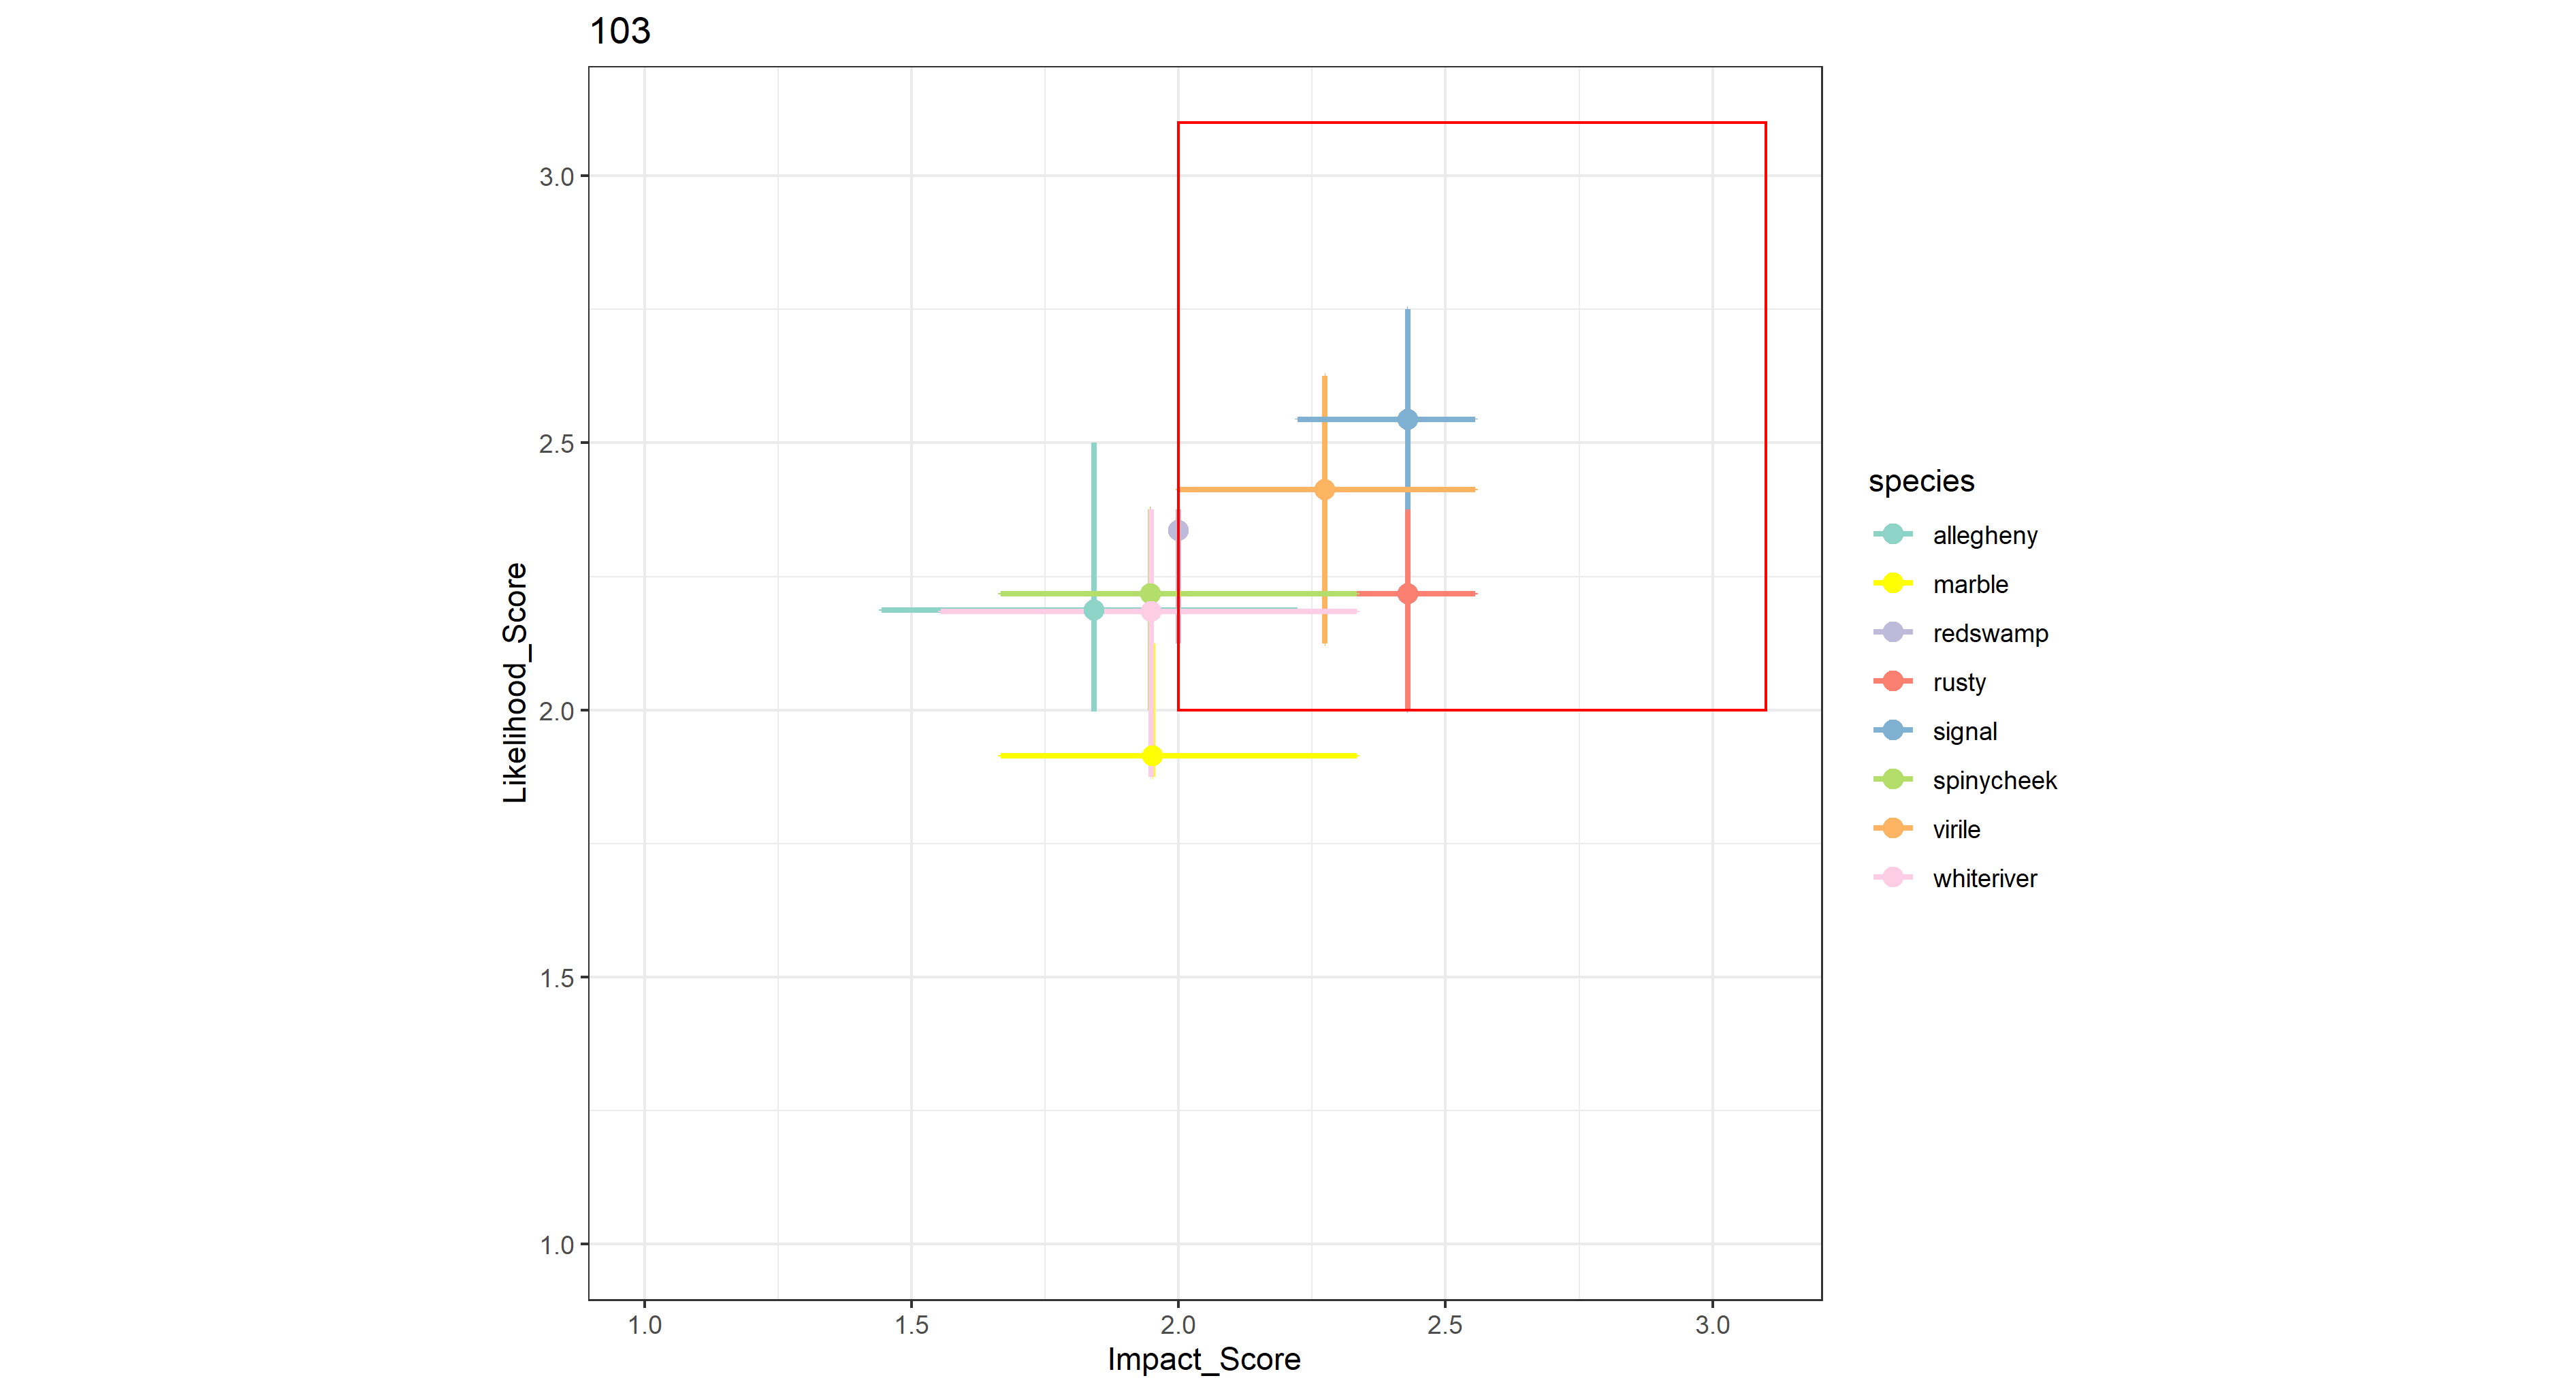 103
Likelihood_Score
3.0
2.5
2.0
1.5
1.0
1.0 1.5 2.0 2.5 3.0
Impact_Score
species
allegheny
marble
redswamp
rusty
signal
spinycheek
virile
whiteriver